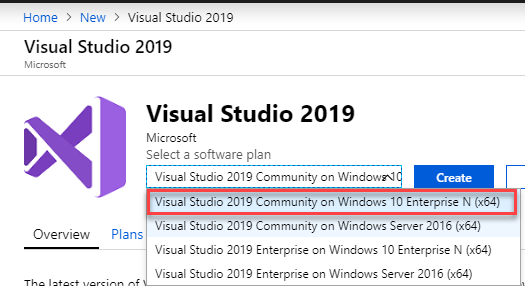 Home > New > Visual Studio 2019
Visual Studio 2019
Microsoft
Visual Studio 2019
Microsoft
Select a software plan
Visual Studio 2019 Community on Windows 10
Create
Visual Studio 2019 Community on Windows 10 Enterprise N (x64)
Visual Studio 2019 Community on Windows Server 2016 (x64)
Overview Plans
Visual Studio 2019 Enterprise on Windows 10 Enterprise N (x64)
Visual Studio 2019 Enterprise on Windows Server 2016 (x64)
The latest version of